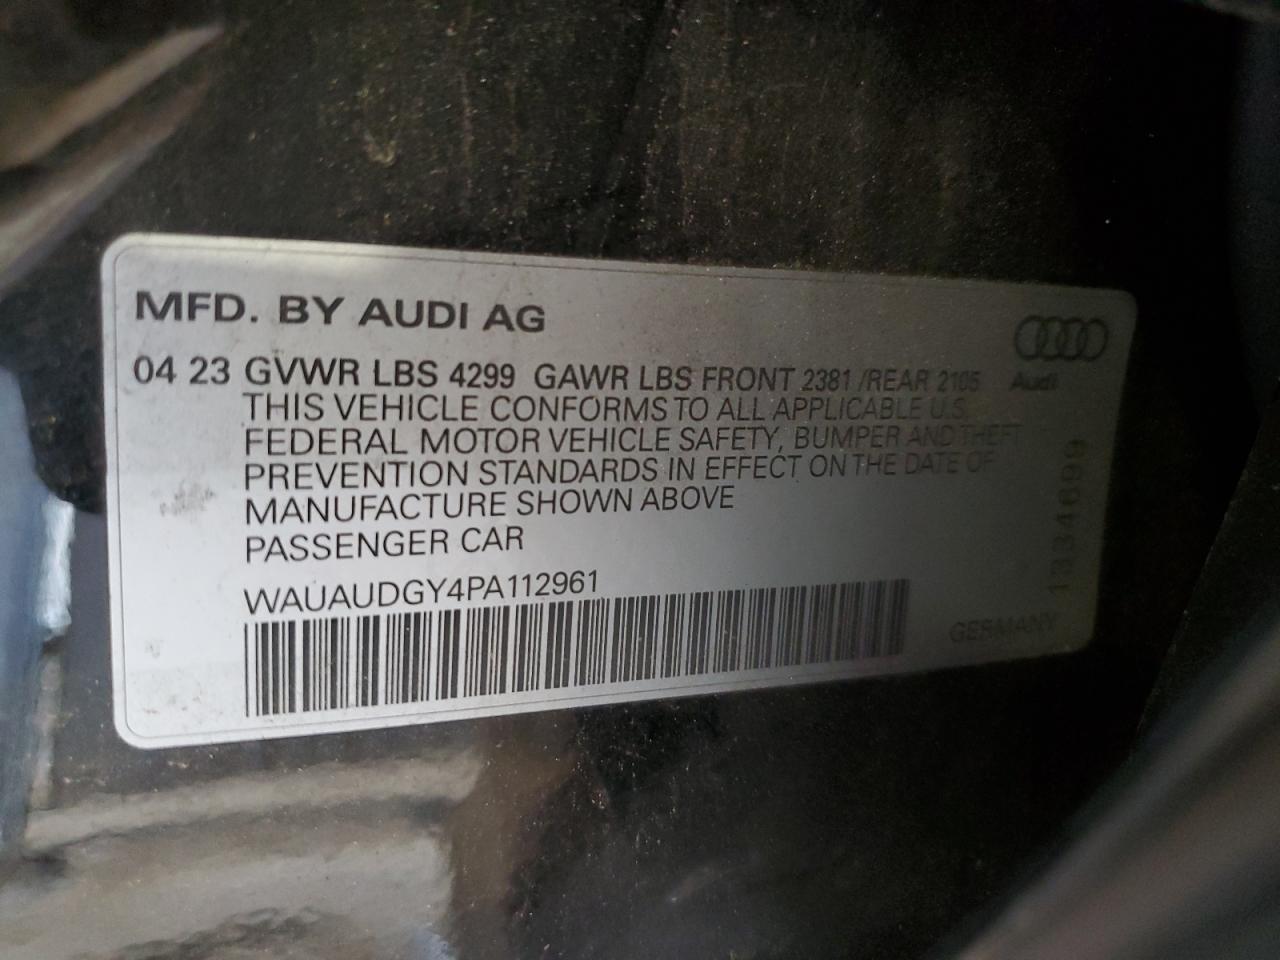 MFD. BY AUDI AG
04 23 GVWR LBS 4299 GAWR LBS FRONT 2381 /REAR 2105
Audi
THIS VEHICLE CONFORMS TO ALL APPLICABLE U.S.
FEDERAL MOTOR VEHICLE SAFETY, BUMPER AND THEFT
PREVENTION STANDARDS IN EFFECT ON THE DATE OF
MANUFACTURE SHOWN ABOVE
PASSENGER CAR
WAUAUDGY4PA112961
GERMANY
1334699